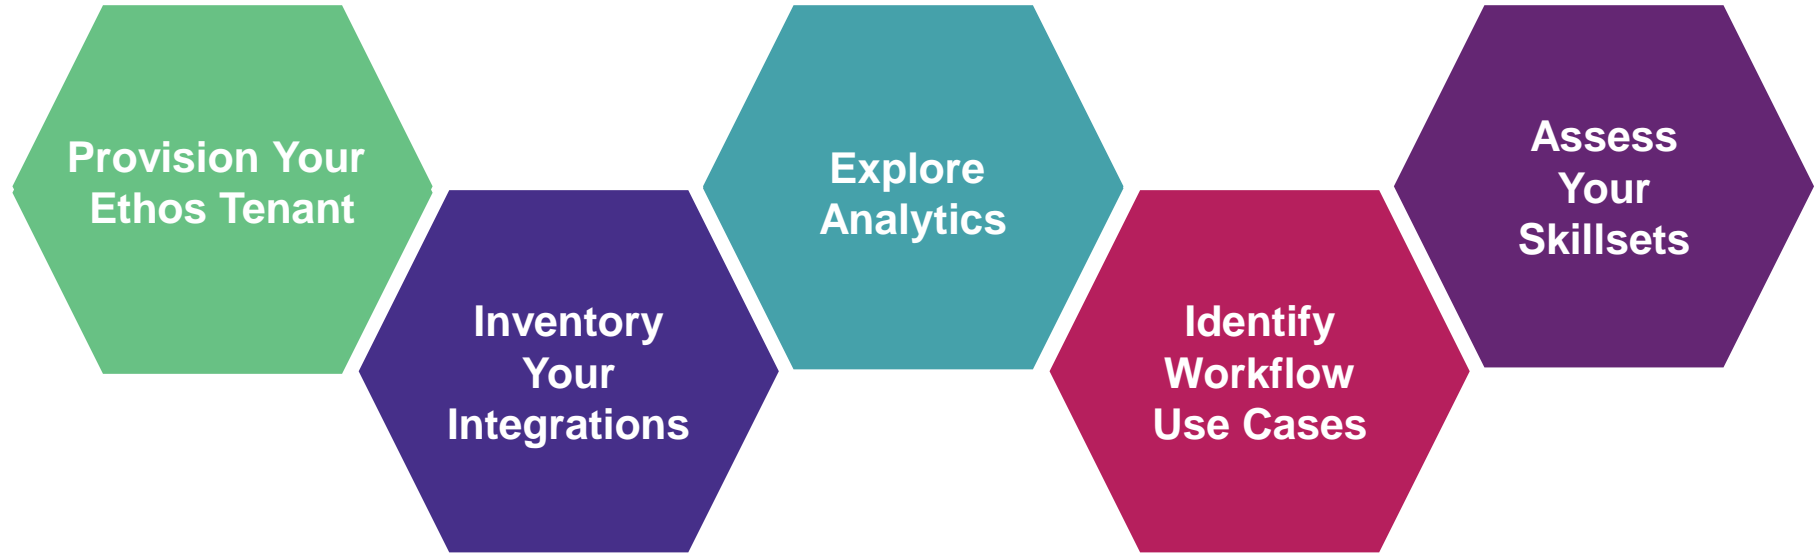 Provision Your
Ethos Tenant
Inventory
Your
Integrations
Explore
Analytics
Identify
Workflow
Use Cases
Assess
Your
Skillsets